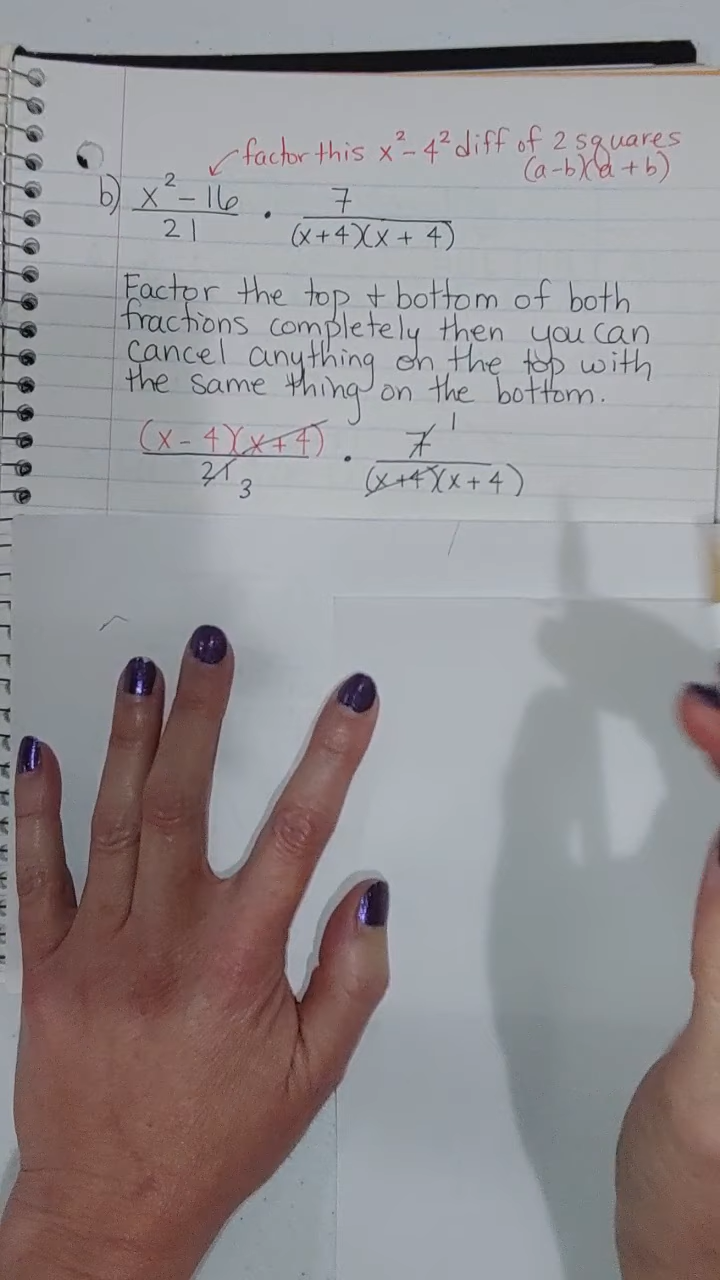 factor this x² - 4² diff of 2 squares
(a-b)(a+b)
b) x² - 16 / 21 · 7 / (x+4)(x+4)
Factor the top + bottom of both
fractions completely then you can
cancel anything on the top with
the same thing on the bottom.
(x-4)(x+4) / 21 3 · 7 1 / (x+4)(x+4)